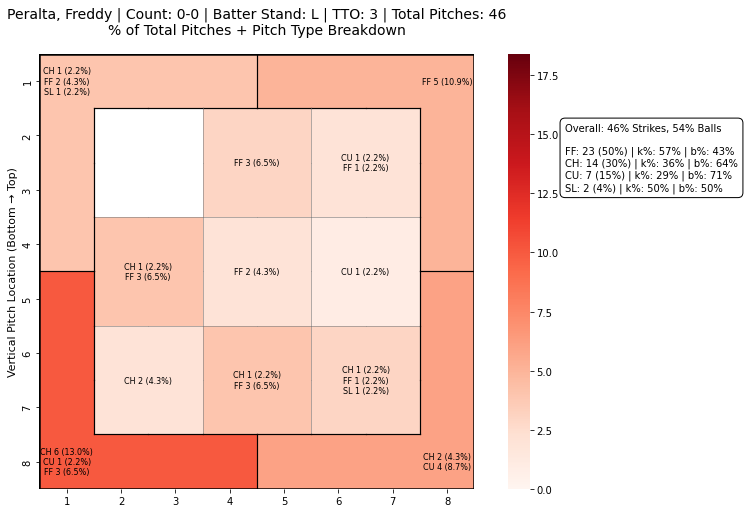 Peralta, Freddy | Count: 0-0 | Batter Stand: L | TTO: 3 | Total Pitches: 46
% of Total Pitches + Pitch Type Breakdown
Vertical Pitch Location (Bottom → Top)
1
2
3
4
5
6
7
8
CH 1 (2.2%)
FF 2 (4.3%)
SL 1 (2.2%)
FF 5 (10.9%)
FF 3 (6.5%)
CU 1 (2.2%)
FF 1 (2.2%)
CH 1 (2.2%)
FF 3 (6.5%)
FF 2 (4.3%)
CU 1 (2.2%)
CH 2 (4.3%)
CH 1 (2.2%)
FF 3 (6.5%)
CH 1 (2.2%)
FF 1 (2.2%)
SL 1 (2.2%)
CH 6 (13.0%)
CU 1 (2.2%)
FF 3 (6.5%)
CH 2 (4.3%)
CU 4 (8.7%)
1 2 3 4 5 6 7 8
17.5
15.0
12.5
10.0
7.5
5.0
2.5
0.0
Overall: 46% Strikes, 54% Balls
FF: 23 (50%) | k%: 57% | b%: 43%
CH: 14 (30%) | k%: 36% | b%: 64%
CU: 7 (15%) | k%: 29% | b%: 71%
SL: 2 (4%) | k%: 50% | b%: 50%